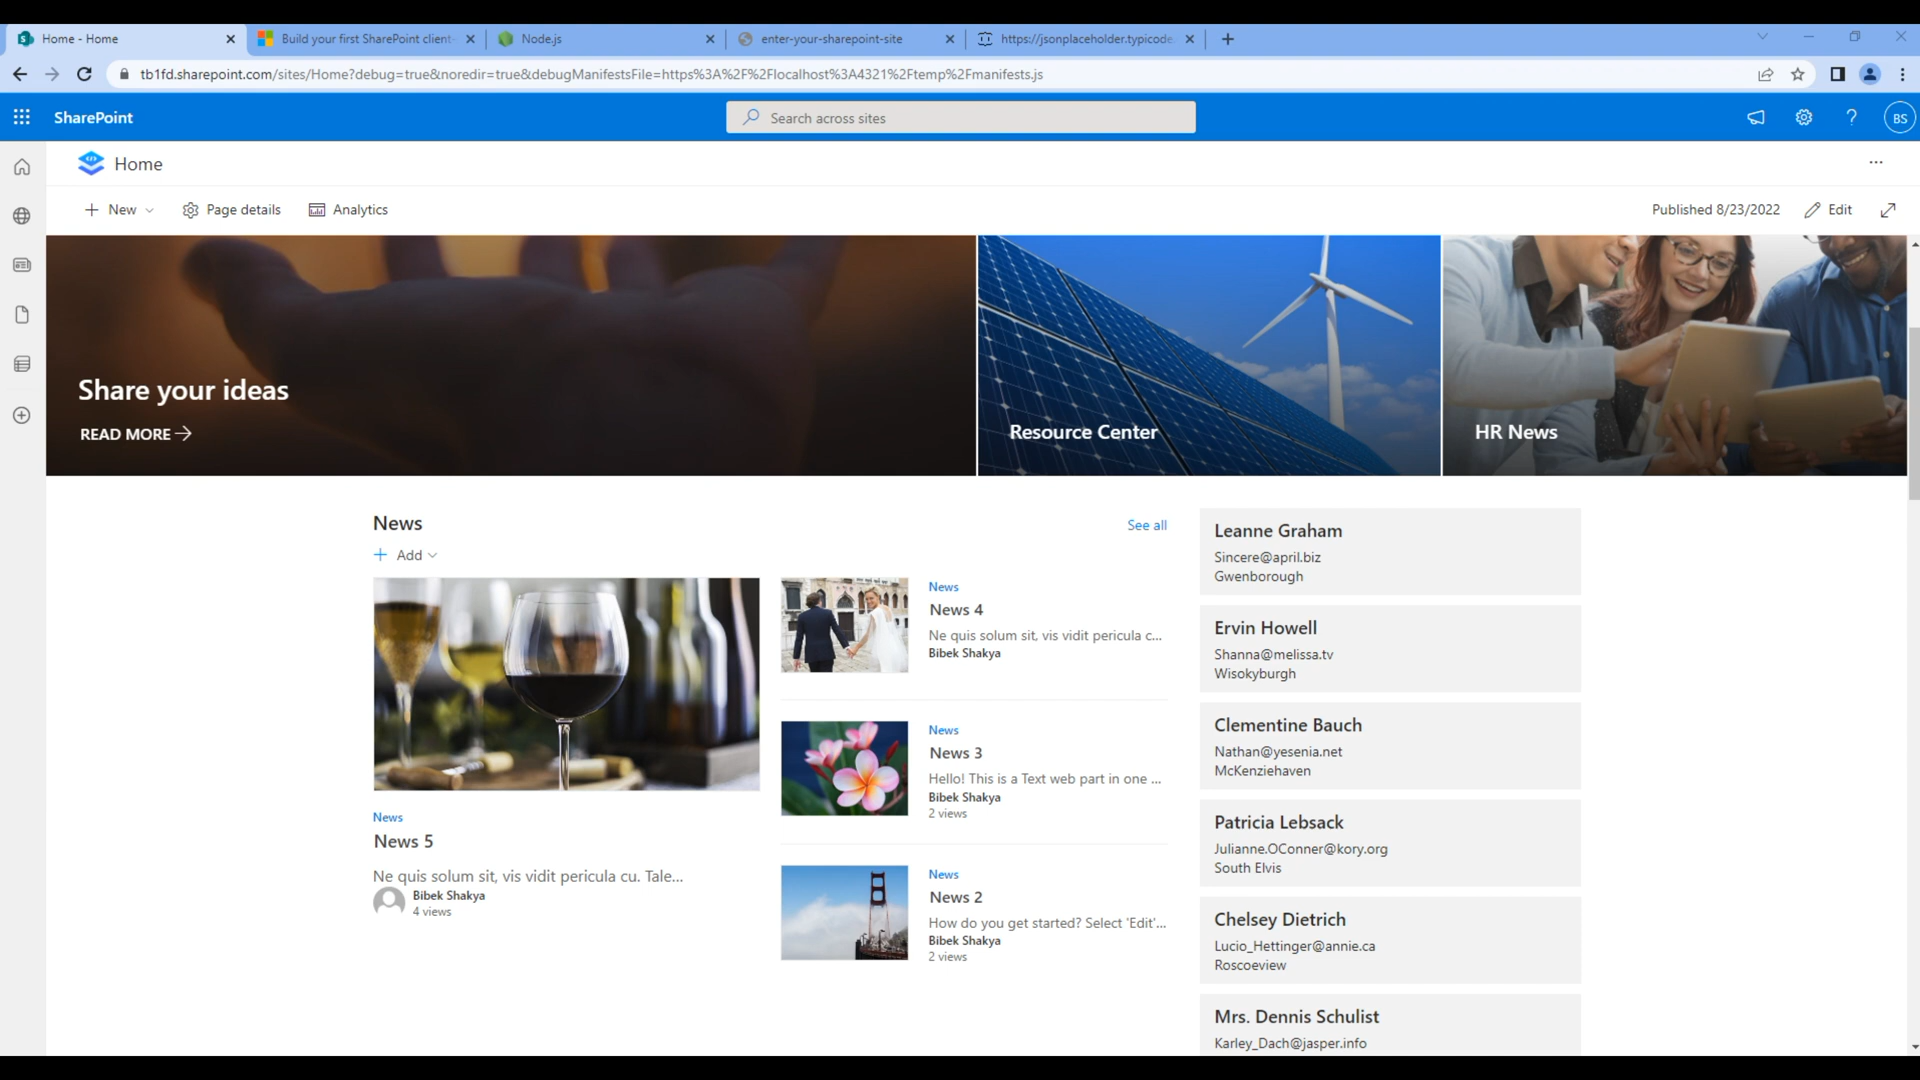 Home - Home
Build your first SharePoint client-
Node.js
enter-your-sharepoint-site
https://jsonplaceholder.typicode
tb1fd.sharepoint.com/sites/Home?debug=true&noredir=true&debugManifestsFile=https%3A%2F%2Flocalhost%3A4321%2Ftemp%2Fmanifests.js
SharePoint
Search across sites
BS
Home
New
Page details
Analytics
Published 8/23/2022
Edit
Share your ideas
READ MORE
Resource Center
HR News
News
See all
Add
News
News 5
Ne quis solum sit, vis vidit pericula cu. Tale...
Bibek Shakya
4 views
News
News 4
Ne quis solum sit, vis vidit pericula c...
Bibek Shakya
News
News 3
Hello! This is a Text web part in one ...
Bibek Shakya
2 views
News
News 2
How do you get started? Select 'Edit'...
Bibek Shakya
2 views
Leanne Graham
Sincere@april.biz
Gwenborough
Ervin Howell
Shanna@melissa.tv
Wisokyburgh
Clementine Bauch
Nathan@yesenia.net
McKenziehaven
Patricia Lebsack
Julianne.OConner@kory.org
South Elvis
Chelsey Dietrich
Lucio_Hettinger@annie.ca
Roscoeview
Mrs. Dennis Schulist
Karley_Dach@jasper.info